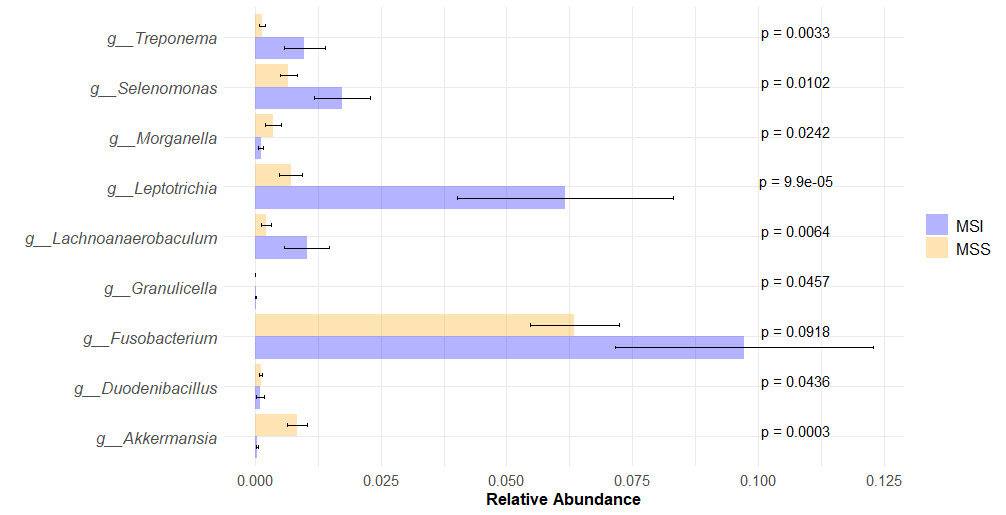 g__Treponema
p = 0.0033
g__Selenomonas
p = 0.0102
g__Morganella
p = 0.0242
g__Leptotrichia
p = 9.9e-05
g__Lachnoanaerobaculum
p = 0.0064
g__Granulicella
p = 0.0457
g__Fusobacterium
p = 0.0918
g__Duodenibacillus
p = 0.0436
g__Akkermansia
p = 0.0003
MSI
MSS
0.000 0.025 0.050 0.075 0.100 0.125
Relative Abundance